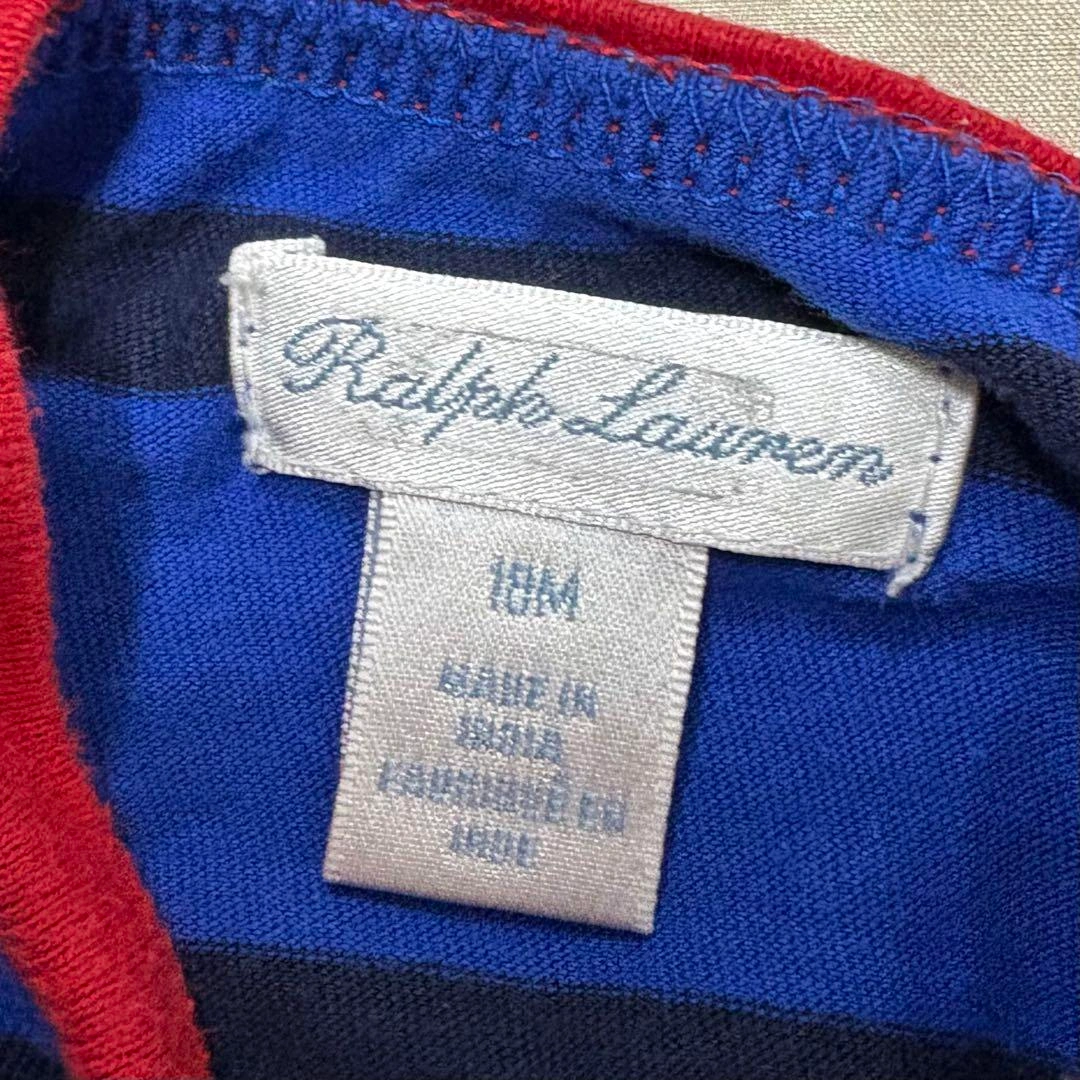 Ralph Lauren
18M
MADE IN
INDIA
FABRIQUÉ EN
INDE